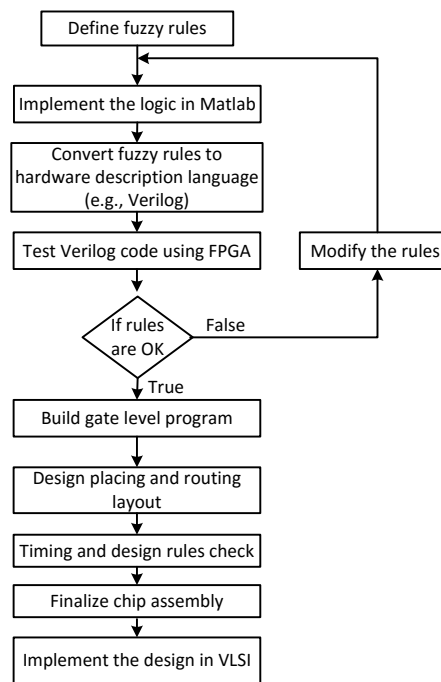 Define fuzzy rules
Implement the logic in Matlab
Convert fuzzy rules to
hardware description language
(e.g., Verilog)
Test Verilog code using FPGA
Modify the rules
If rules
are OK
False
True
Build gate level program
Design placing and routing
layout
Timing and design rules check
Finalize chip assembly
Implement the design in VLSI